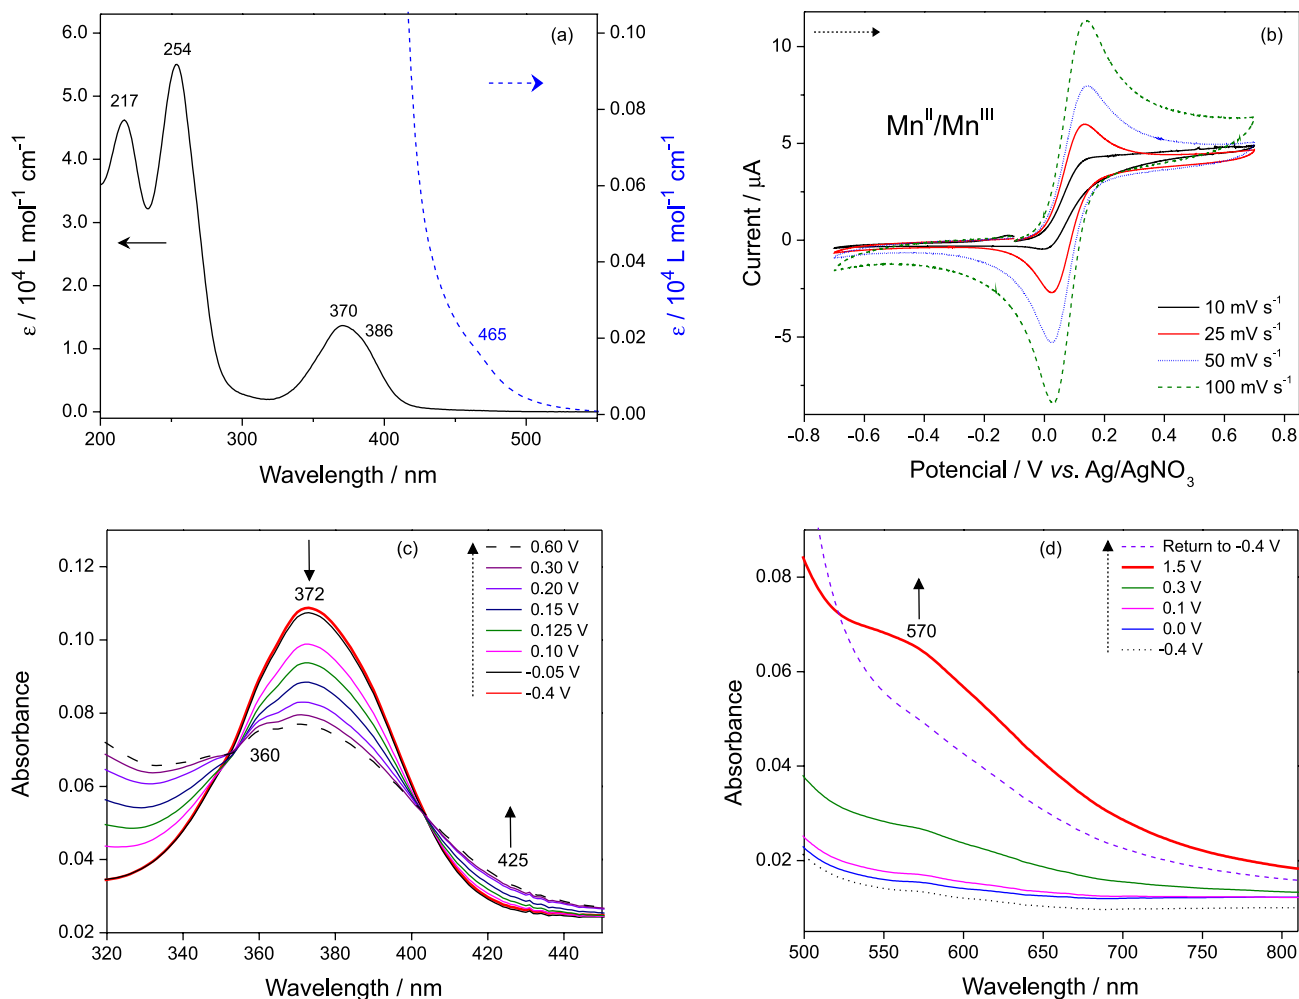 (a)
6.0
5.0
4.0
3.0
2.0
1.0
0.0
ε / 10⁴ L mol⁻¹ cm⁻¹
217
254
370
386
465
0.10
0.08
0.06
0.04
0.02
0.00
ε / 10⁴ L mol⁻¹ cm⁻¹
200
300
400
500
Wavelength / nm
(b)
10
5
0
-5
Current / μA
Mnᴵᴵ/Mnᴵᴵᴵ
10 mV s⁻¹
25 mV s⁻¹
50 mV s⁻¹
100 mV s⁻¹
-0.8
-0.6
-0.4
-0.2
0.0
0.2
0.4
0.6
0.8
Potencial / V vs. Ag/AgNO₃
(c)
0.12
0.10
0.08
0.06
0.04
0.02
Absorbance
372
360
425
0.60 V
0.30 V
0.20 V
0.15 V
0.125 V
0.10 V
-0.05 V
-0.4 V
320
340
360
380
400
420
440
Wavelength / nm
(d)
0.08
0.06
0.04
0.02
Absorbance
570
Return to -0.4 V
1.5 V
0.3 V
0.1 V
0.0 V
-0.4 V
500
550
600
650
700
750
800
Wavelength / nm